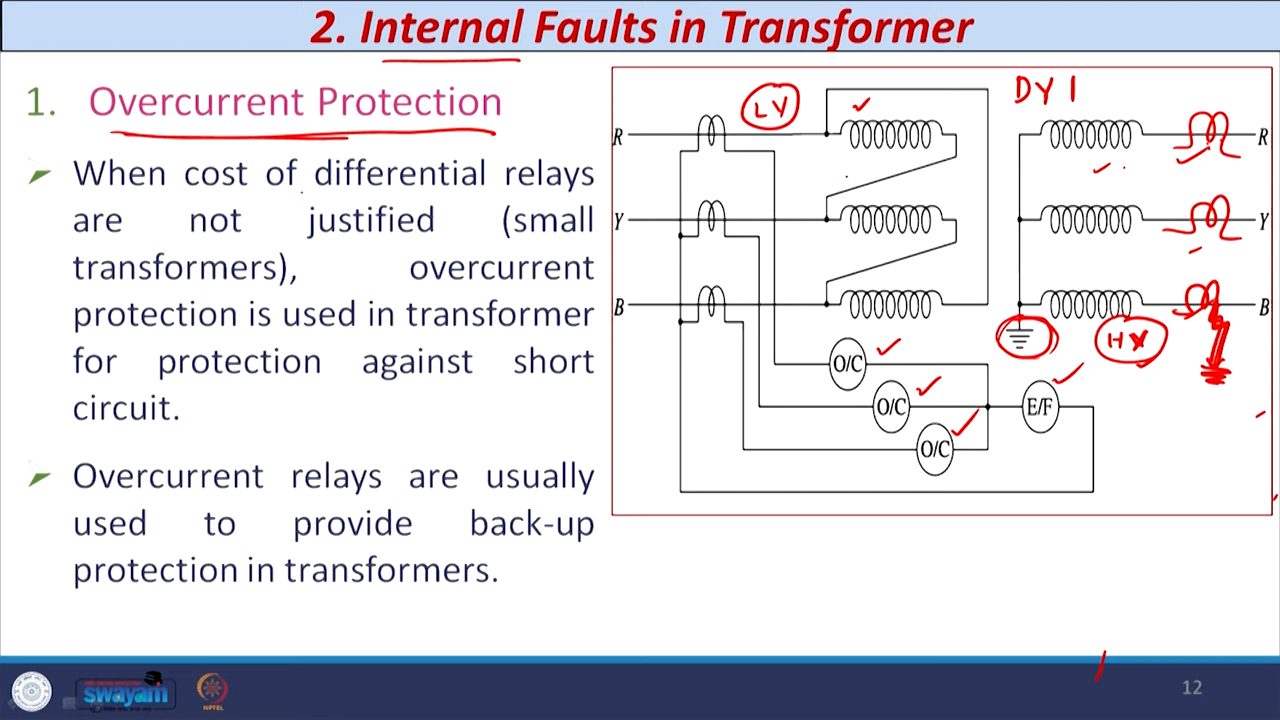 2. Internal Faults in Transformer
1. Overcurrent Protection
When cost of differential relays
are not justified (small
transformers), overcurrent
protection is used in transformer
for protection against short
circuit.
Overcurrent relays are usually
used to provide back-up
protection in transformers.
LV
DY1
R
R
Y
Y
B
B
HV
O/C
O/C
E/F
O/C
swayam
NPTEL
12